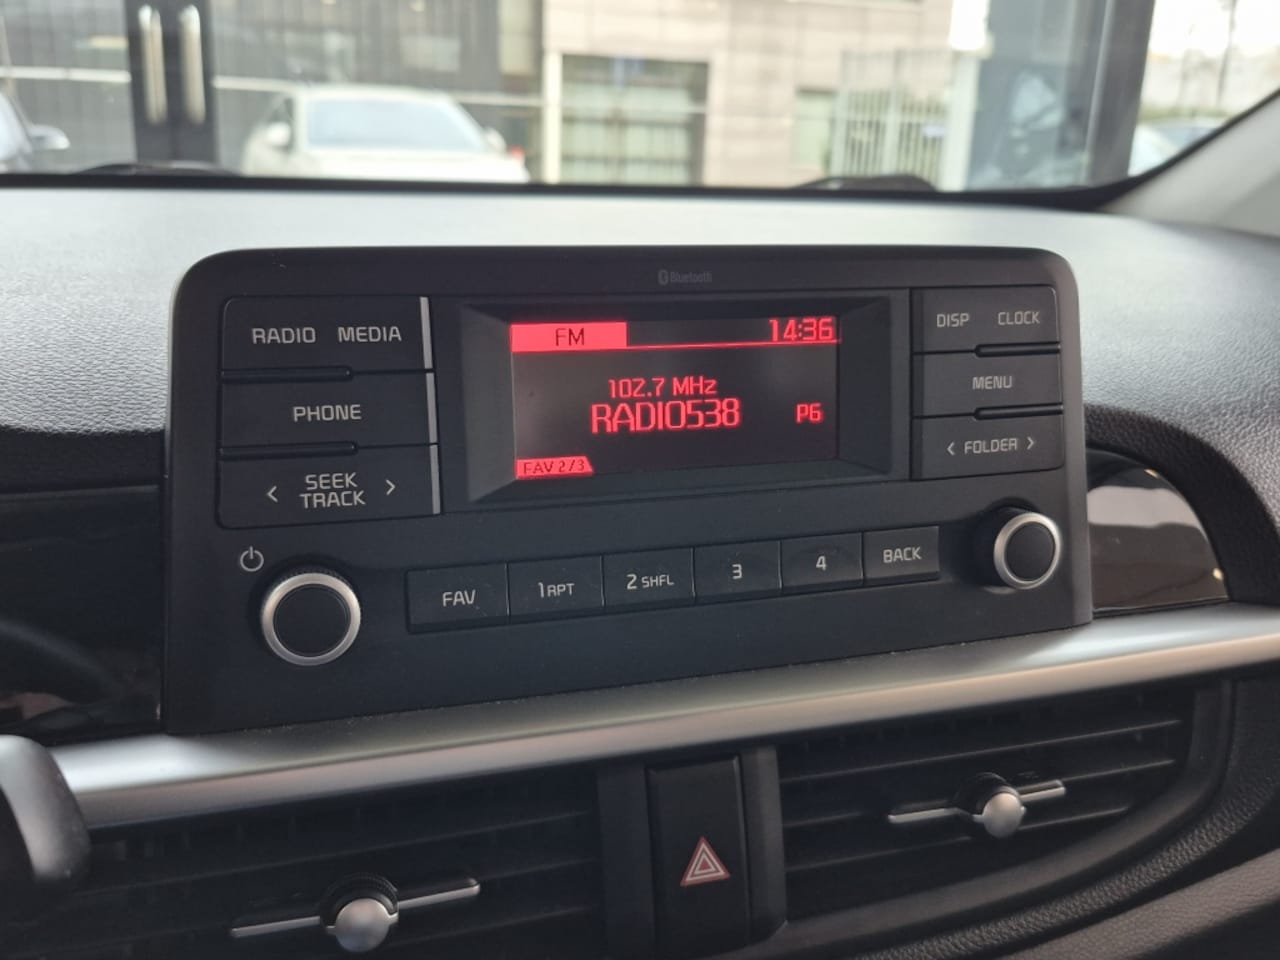 Bluetooth
RADIO MEDIA
PHONE
< SEEK TRACK >
FM 14:36
102.7 MHz
RADIO538 P6
FAV 2/3
DISP CLOCK
MENU
< FOLDER >
FAV 1 RPT 2 SHFL 3 4 BACK